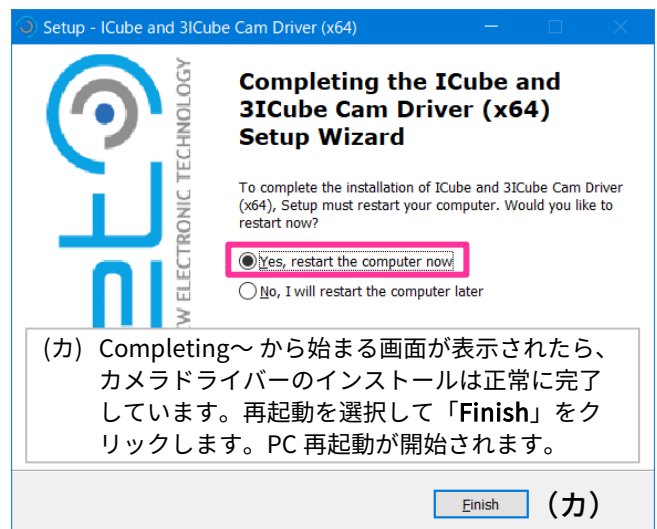 Setup - ICube and 3ICube Cam Driver (x64)
Completing the ICube and
3ICube Cam Driver (x64)
Setup Wizard
To complete the installation of ICube and 3ICube Cam Driver
(x64), Setup must restart your computer. Would you like to
restart now?
Yes, restart the computer now
No, I will restart the computer later
EW ELECTRONIC TECHNOLOGY
(カ) Completing～ から始まる画面が表示されたら、
カメラドライバーのインストールは正常に完了
しています。再起動を選択して「Finish」をク
リックします。PC 再起動が開始されます。
Finish
（カ）